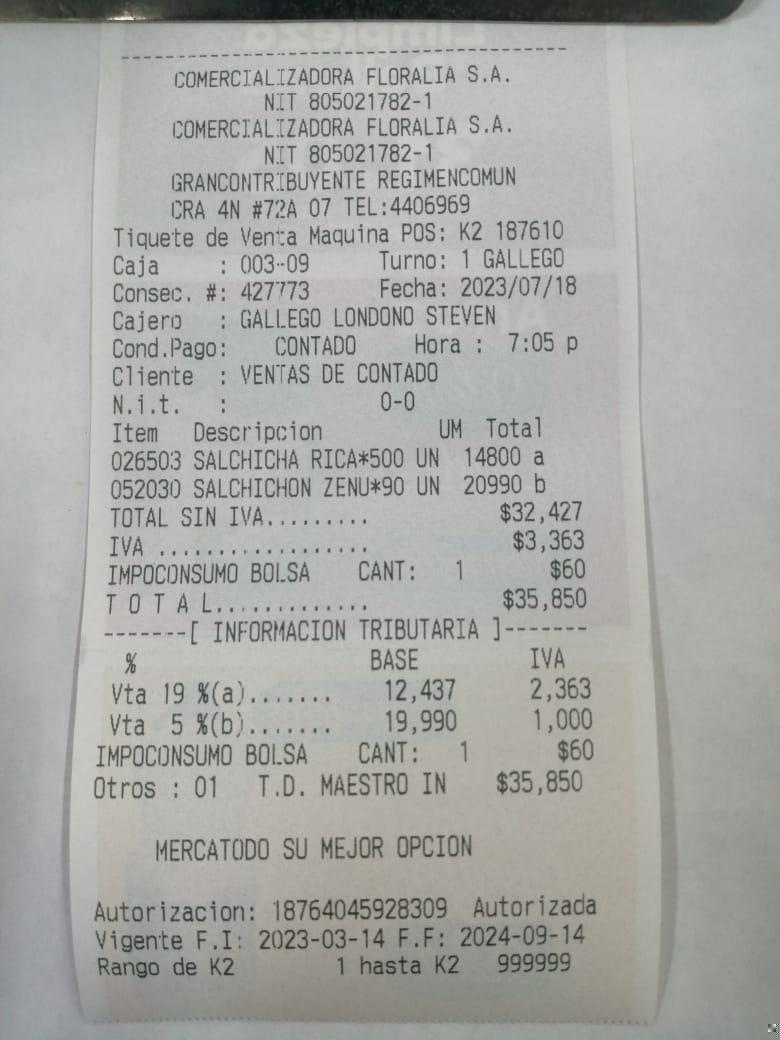 COMERCIALIZADORA FLORALIA S.A.
NIT 805021782-1
COMERCIALIZADORA FLORALIA S.A.
NIT 805021782-1
GRANCONTRIBUYENTE REGIMENCOMUN
CRA 4N #72A 07 TEL:4406969
Tiquete de Venta Maquina POS: K2 187610
Caja : 003-09 Turno: 1 GALLEGO
Consec. #: 427773 Fecha: 2023/07/18
Cajero : GALLEGO LONDONO STEVEN
Cond.Pago: CONTADO Hora : 7:05 p
Cliente : VENTAS DE CONTADO
N.i.t. : 0-0
Item Descripcion UM Total
026503 SALCHICHA RICA*500 UN 14800 a
052030 SALCHICHON ZENU*90 UN 20990 b
TOTAL SIN IVA......... $32,427
IVA .................. $3,363
IMPOCONSUMO BOLSA CANT: 1 $60
T O T A L............. $35,850
-------[ INFORMACION TRIBUTARIA ]-------
% BASE IVA
Vta 19 %(a)....... 12,437 2,363
Vta 5 %(b)....... 19,990 1,000
IMPOCONSUMO BOLSA CANT: 1 $60
Otros : 01 T.D. MAESTRO IN $35,850
MERCATODO SU MEJOR OPCION
Autorizacion: 18764045928309 Autorizada
Vigente F.I: 2023-03-14 F.F: 2024-09-14
Rango de K2 1 hasta K2 999999